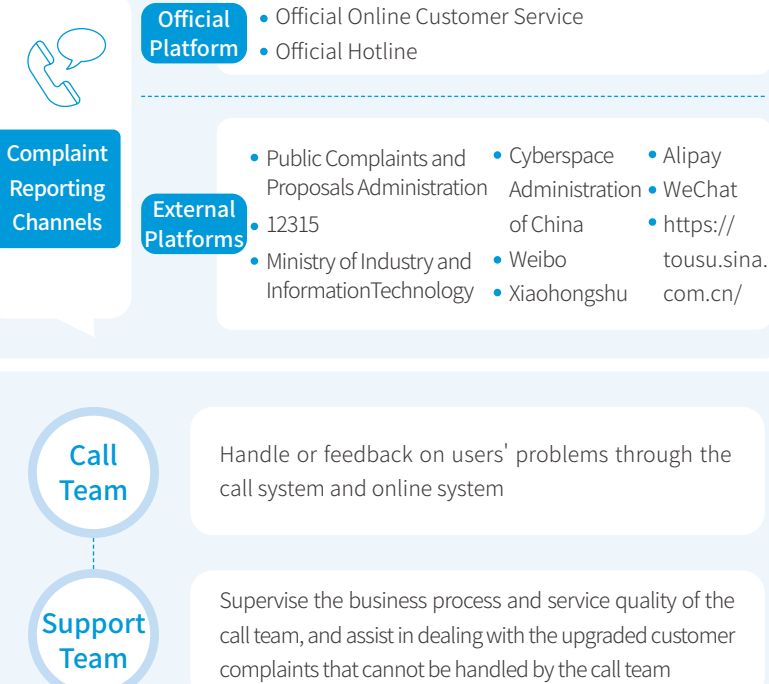 Complaint
Reporting
Channels
Official
Platform
• Official Online Customer Service
• Official Hotline
External
Platforms
• Public Complaints and
Proposals Administration
• 12315
• Ministry of Industry and
InformationTechnology
• Cyberspace
Administration
of China
• Weibo
• Xiaohongshu
• Alipay
• WeChat
• https://
tousu.sina.
com.cn/
Call
Team
Handle or feedback on users' problems through the
call system and online system
Support
Team
Supervise the business process and service quality of the
call team, and assist in dealing with the upgraded customer
complaints that cannot be handled by the call team